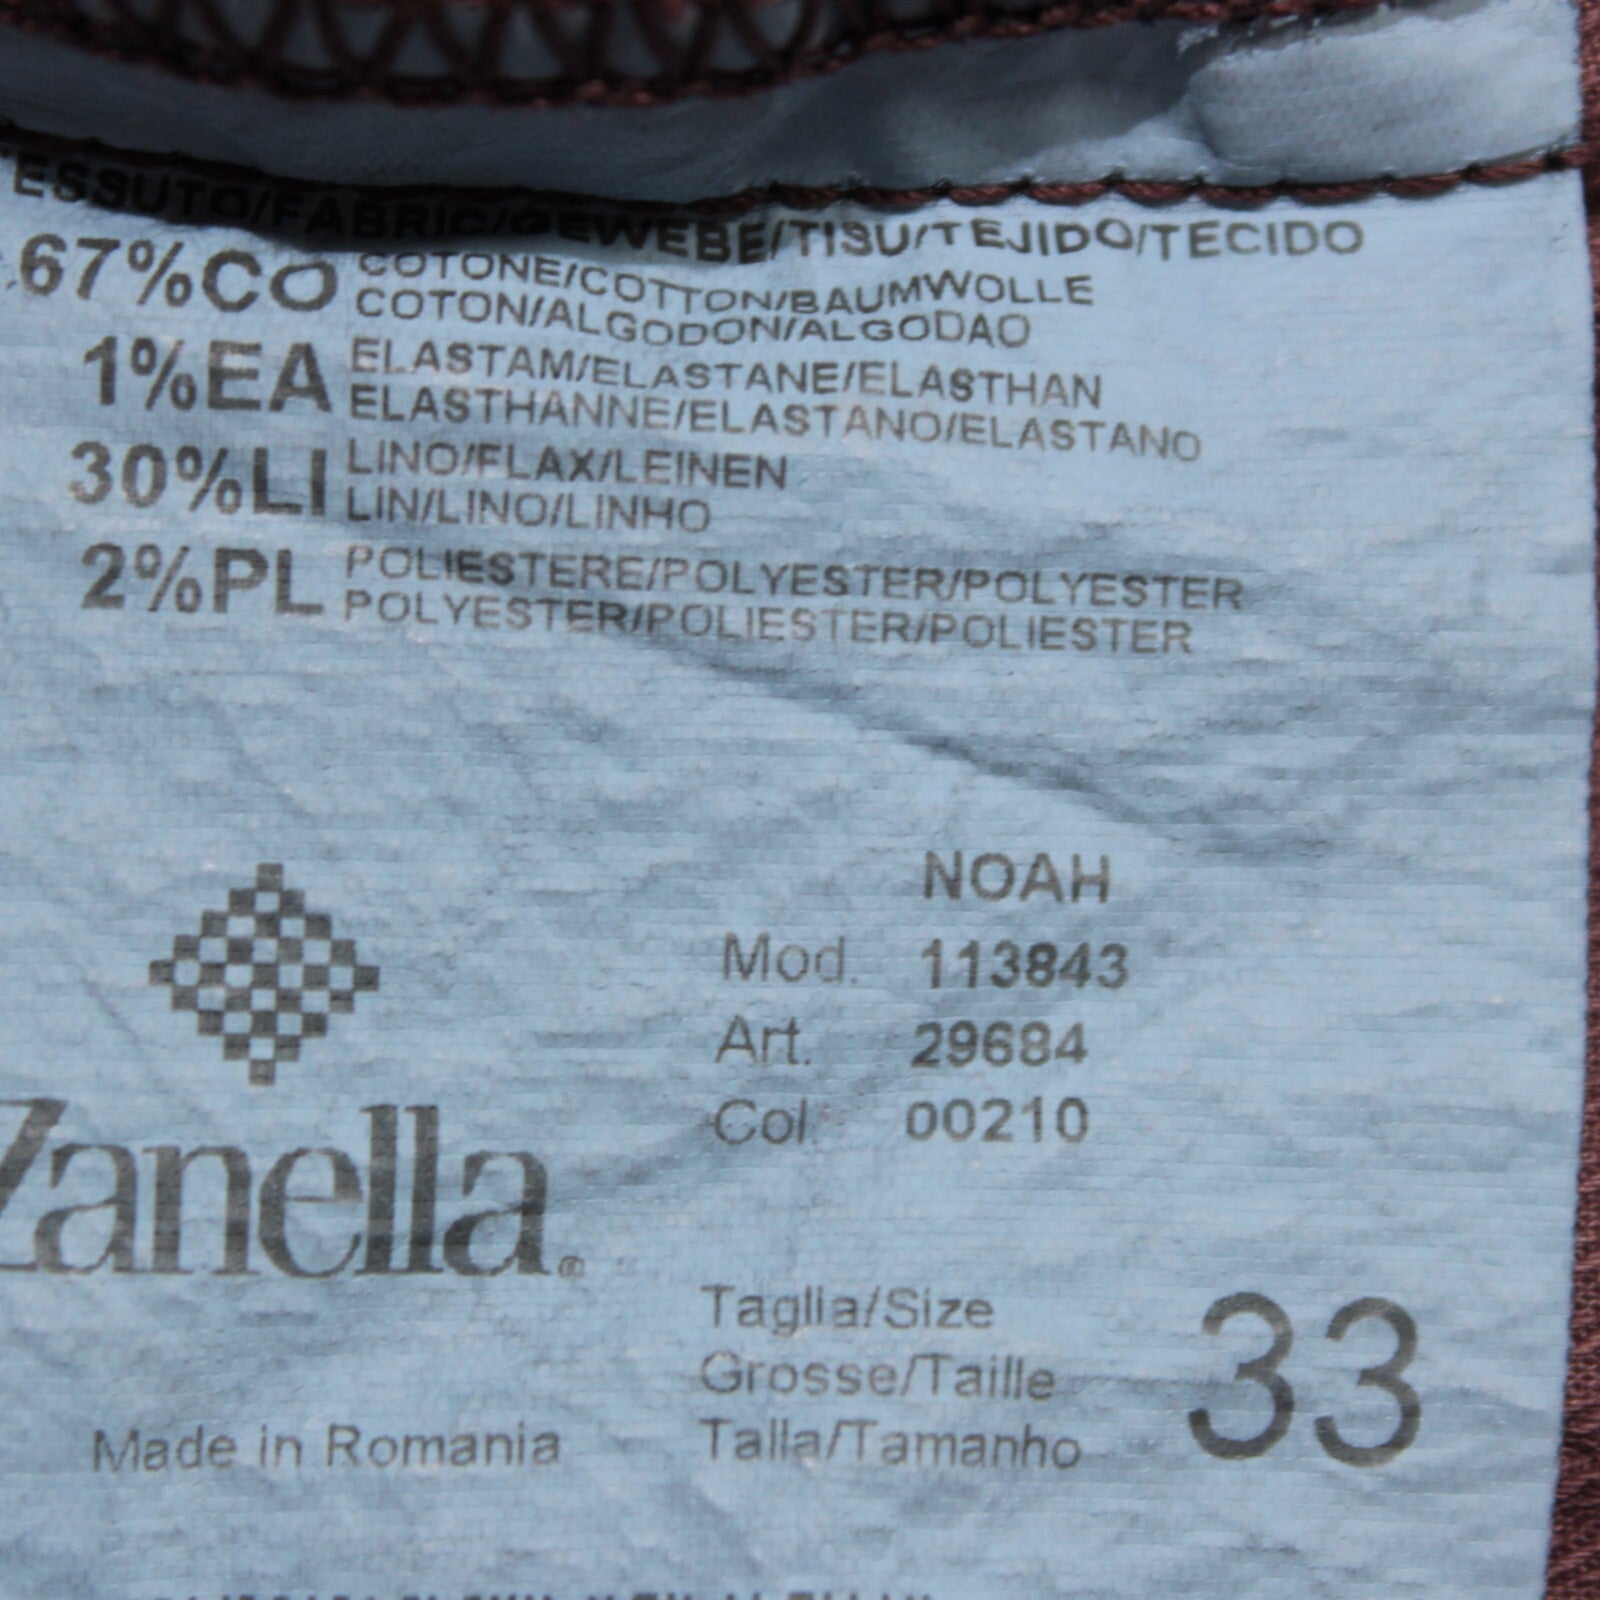 ESSUTO/FABRIC/GEWEBE/TISU/TEJIDO/TECIDO
67%CO COTONE/COTTON/BAUMWOLLE
COTON/ALGODON/ALGODAO
1%EA ELASTAM/ELASTANE/ELASTHAN
ELASTHANNE/ELASTANO/ELASTANO
30%LI LINO/FLAX/LEINEN
LIN/LINO/LINHO
2%PL POLIESTERE/POLYESTER/POLYESTER
POLYESTER/POLIESTER/POLIESTER
NOAH
Mod. 113843
Art. 29684
Col. 00210
Zanella®
Taglia/Size
Grosse/Taille
Talla/Tamanho
33
Made in Romania